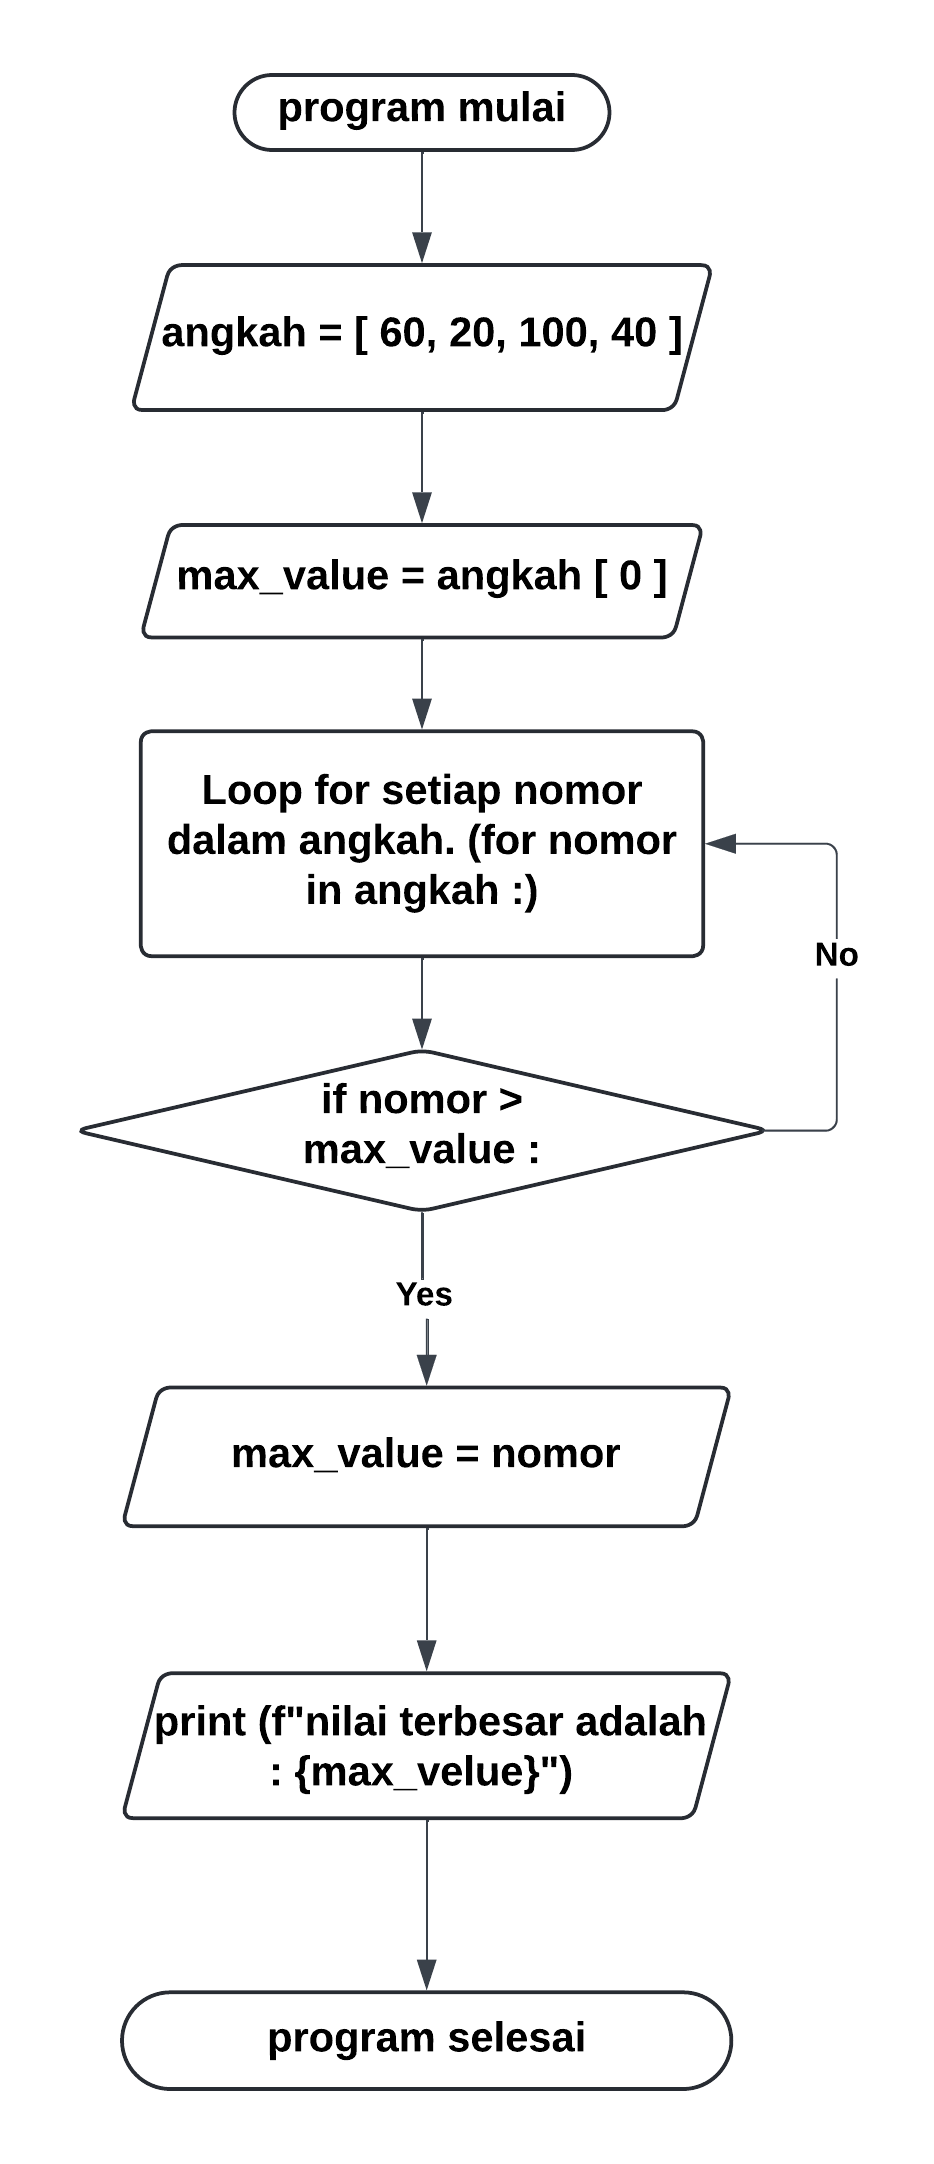 program mulai
angkah = [ 60, 20, 100, 40 ]
max_value = angkah [ 0 ]
Loop for setiap nomor
dalam angkah. (for nomor
in angkah :)
No
if nomor >
max_value :
Yes
max_value = nomor
print (f"nilai terbesar adalah
: {max_velue}")
program selesai